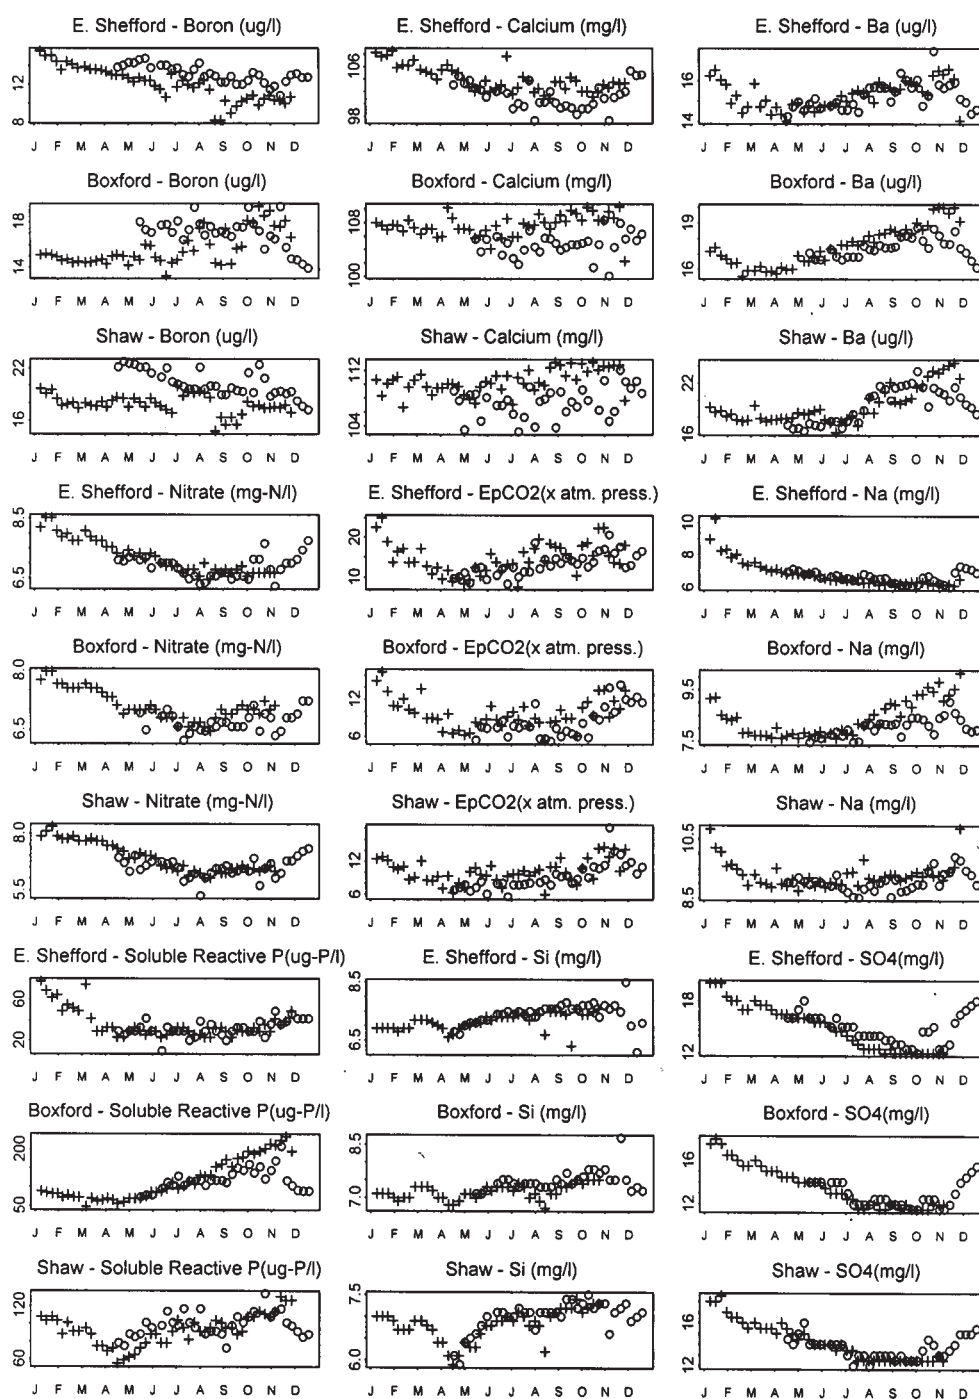 E. Shefford - Boron (ug/l) E. Shefford - Calcium (mg/l) E. Shefford - Ba (ug/l)
12 8 106 98 16 14
J F M A M J J A S O N D J F M A M J J A S O N D J F M A M J J A S O N D
Boxford - Boron (ug/l) Boxford - Calcium (mg/l) Boxford - Ba (ug/l)
18 14 108 100 19 16
J F M A M J J A S O N D J F M A M J J A S O N D J F M A M J J A S O N D
Shaw - Boron (ug/l) Shaw - Calcium (mg/l) Shaw - Ba (ug/l)
22 16 112 104 22 16
J F M A M J J A S O N D J F M A M J J A S O N D J F M A M J J A S O N D
E. Shefford - Nitrate (mg-N/l) E. Shefford - EpCO2(x atm. press.) E. Shefford - Na (mg/l)
8.5 6.5 20 10 10 8 6
J F M A M J J A S O N D J F M A M J J A S O N D J F M A M J J A S O N D
Boxford - Nitrate (mg-N/l) Boxford - EpCO2(x atm. press.) Boxford - Na (mg/l)
8.0 6.5 12 6 9.5 7.5
J F M A M J J A S O N D J F M A M J J A S O N D J F M A M J J A S O N D
Shaw - Nitrate (mg-N/l) Shaw - EpCO2(x atm. press.) Shaw - Na (mg/l)
8.0 5.5 12 6 10.5 8.5
J F M A M J J A S O N D J F M A M J J A S O N D J F M A M J J A S O N D
E. Shefford - Soluble Reactive P(ug-P/l) E. Shefford - Si (mg/l) E. Shefford - SO4(mg/l)
60 20 8.5 6.5 18 12
J F M A M J J A S O N D J F M A M J J A S O N D J F M A M J J A S O N D
Boxford - Soluble Reactive P(ug-P/l) Boxford - Si (mg/l) Boxford - SO4(mg/l)
200 50 8.5 7.0 16 12
J F M A M J J A S O N D J F M A M J J A S O N D J F M A M J J A S O N D
Shaw - Soluble Reactive P(ug-P/l) Shaw - Si (mg/l) Shaw - SO4(mg/l)
120 60 7.5 6.0 16 12
J F M A M J J A S O N D J F M A M J J A S O N D J F M A M J J A S O N D